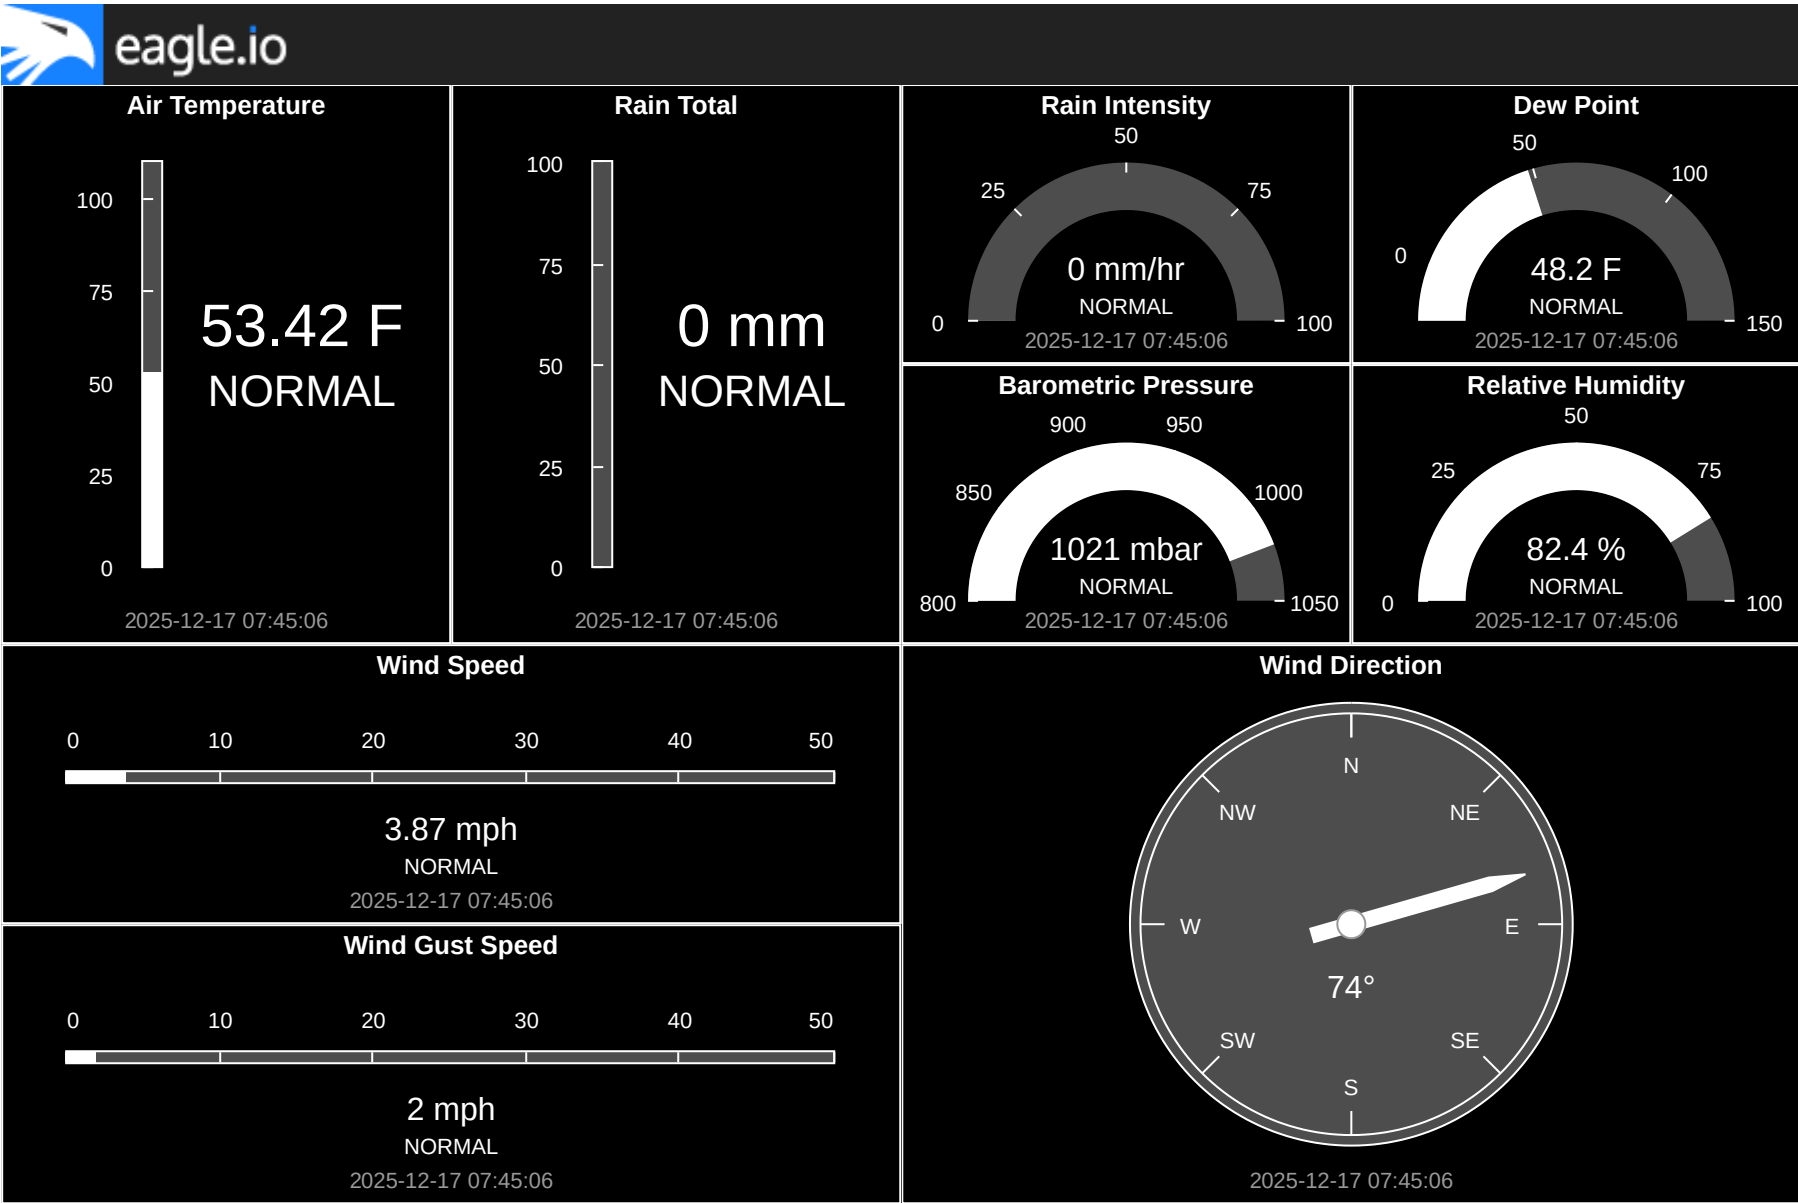 eagle.io
Air Temperature
100
75
50
25
0
53.42 F
NORMAL
2025-12-17 07:45:06
Rain Total
100
75
50
25
0
0 mm
NORMAL
2025-12-17 07:45:06
Rain Intensity
50
25
75
0
100
0 mm/hr
NORMAL
2025-12-17 07:45:06
Dew Point
50
100
0
150
48.2 F
NORMAL
2025-12-17 07:45:06
Barometric Pressure
900
950
850
1000
800
1050
1021 mbar
NORMAL
2025-12-17 07:45:06
Relative Humidity
50
25
75
0
100
82.4 %
NORMAL
2025-12-17 07:45:06
Wind Speed
0 10 20 30 40 50
3.87 mph
NORMAL
2025-12-17 07:45:06
Wind Gust Speed
0 10 20 30 40 50
2 mph
NORMAL
2025-12-17 07:45:06
Wind Direction
N
NW NE
W E
74°
SW SE
S
2025-12-17 07:45:06